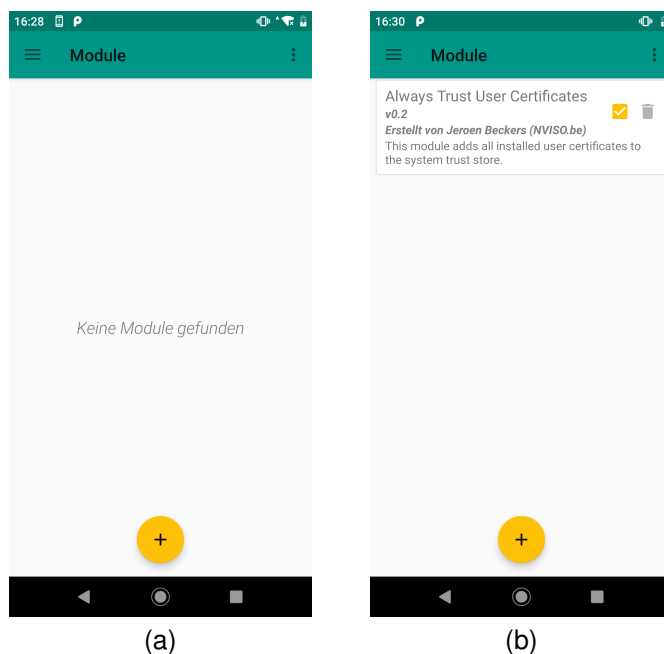 16:28
Module
Keine Module gefunden
+
(a)
16:30
Module
Always Trust User Certificates
v0.2
Erstellt von Jeroen Beckers (NVISO.be)
This module adds all installed user certificates to
the system trust store.
+
(b)